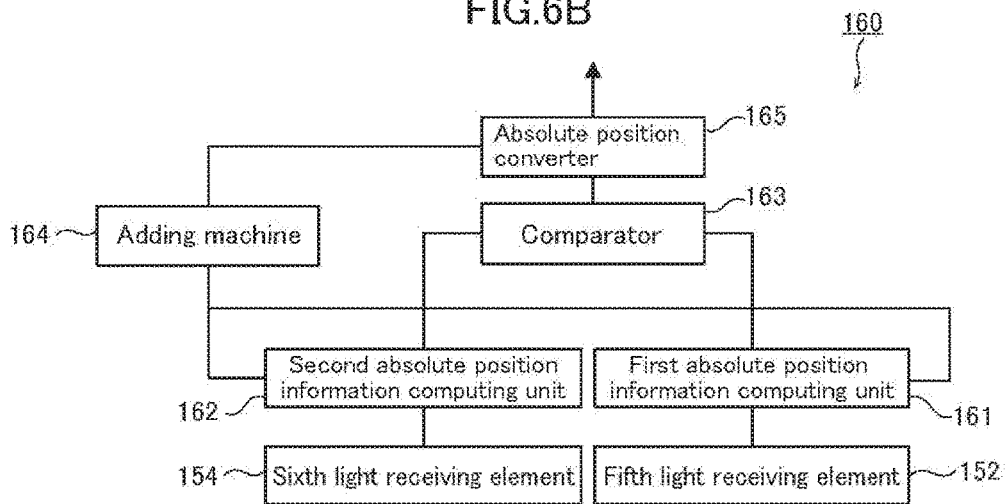 FIG.6B
160
Absolute position
converter
165
163
164
Adding machine
Comparator
Second absolute position
information computing unit
First absolute position
information computing unit
162
161
154
Sixth light receiving element
Fifth light receiving element
152